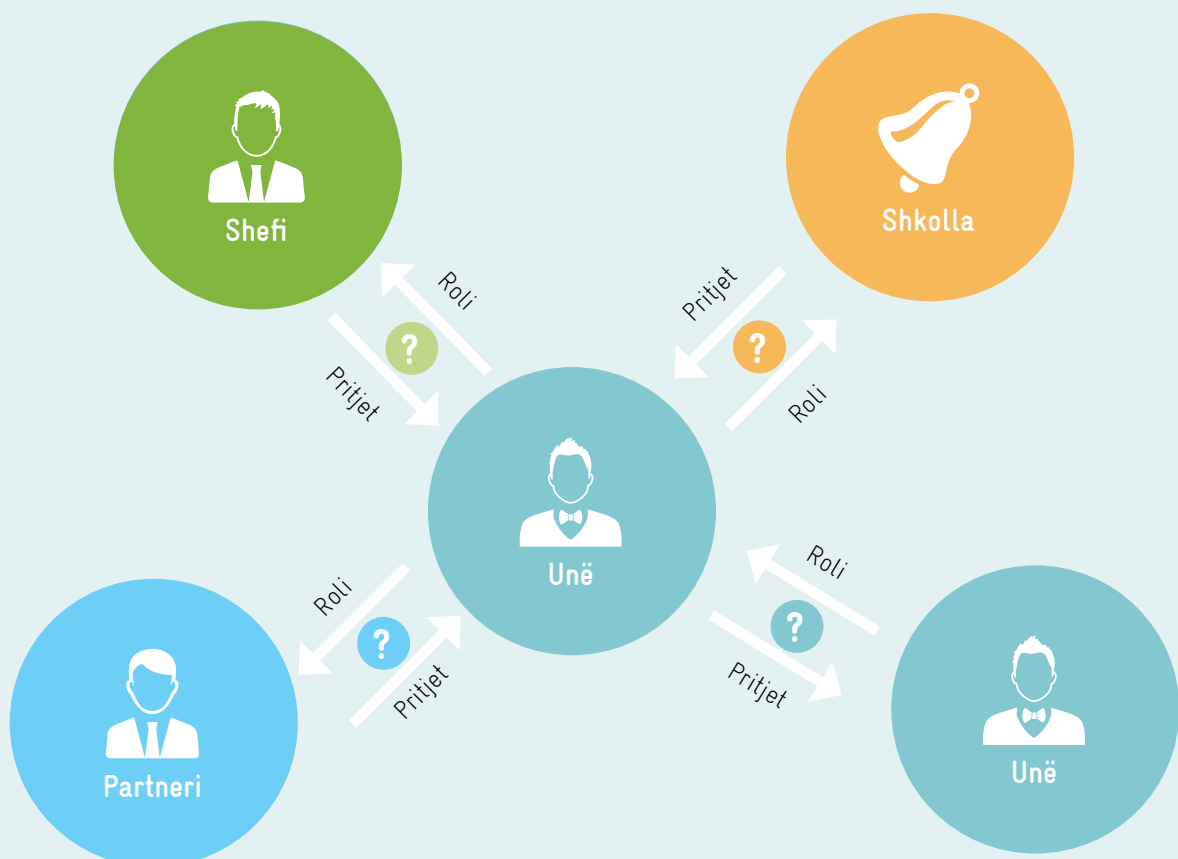 Shefi
Shkolla
Roli
Pritjet
?
?
Pritjet
Roli
Unë
Roli
Roli
?
?
Pritjet
Pritjet
Partneri
Unë